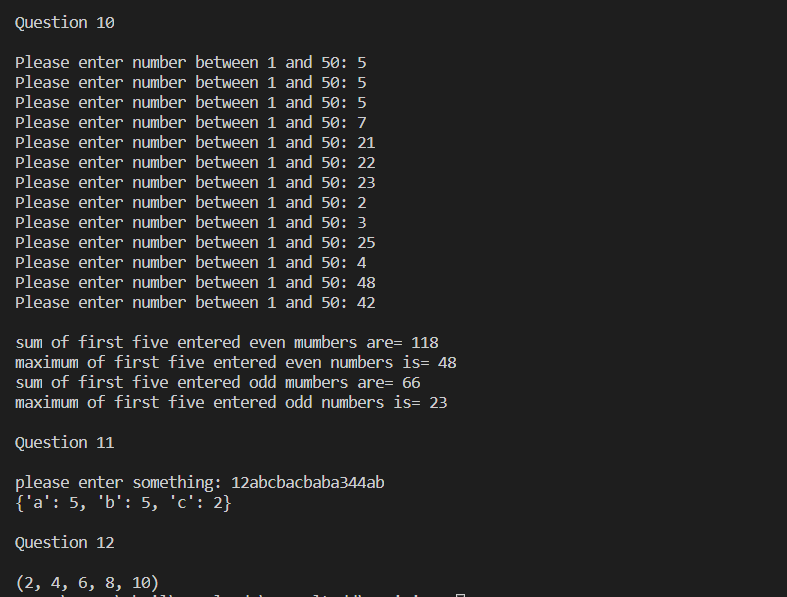 Question 10
Please enter number between 1 and 50: 5
Please enter number between 1 and 50: 5
Please enter number between 1 and 50: 5
Please enter number between 1 and 50: 7
Please enter number between 1 and 50: 21
Please enter number between 1 and 50: 22
Please enter number between 1 and 50: 23
Please enter number between 1 and 50: 2
Please enter number between 1 and 50: 3
Please enter number between 1 and 50: 25
Please enter number between 1 and 50: 4
Please enter number between 1 and 50: 48
Please enter number between 1 and 50: 42
sum of first five entered even mumbers are= 118
maximum of first five entered even numbers is= 48
sum of first five entered odd mumbers are= 66
maximum of first five entered odd numbers is= 23
Question 11
please enter something: 12abcbacbaba344ab
{'a': 5, 'b': 5, 'c': 2}
Question 12
(2, 4, 6, 8, 10)